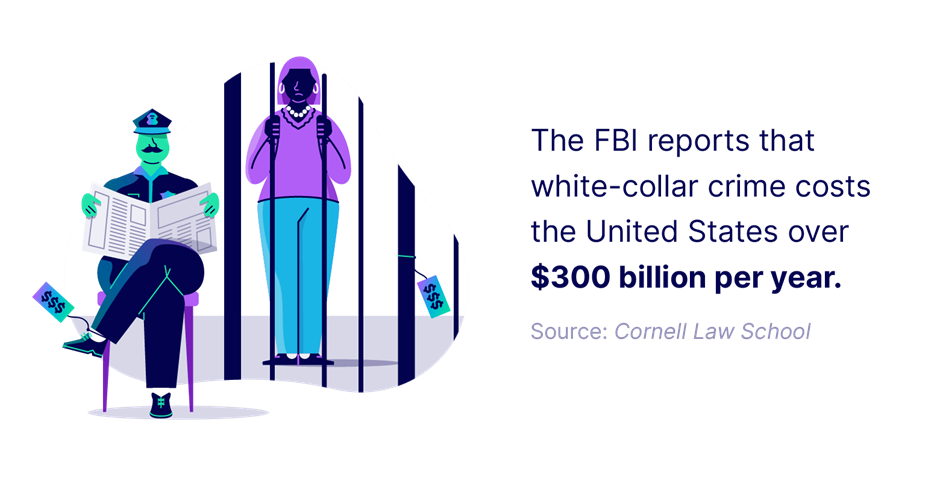 $$$
$$$
The FBI reports that
white-collar crime costs
the United States over
$300 billion per year.
Source: Cornell Law School